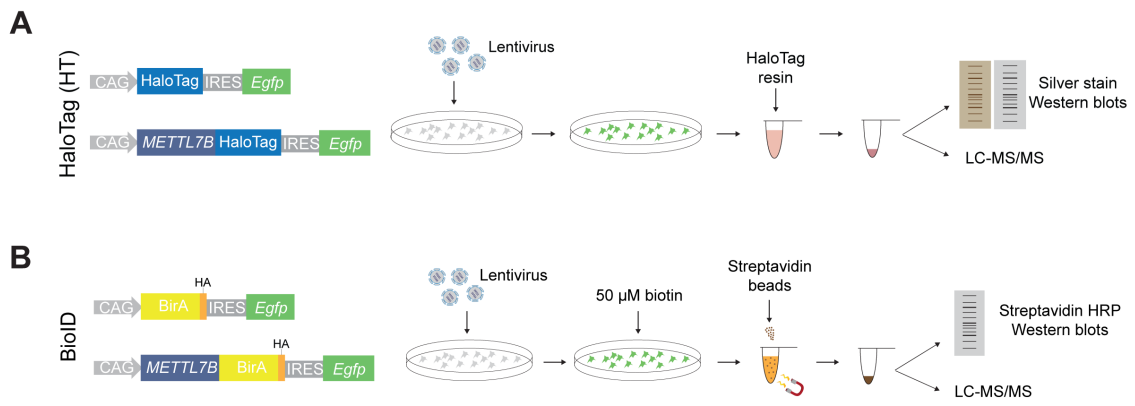 A
HaloTag (HT)
CAG HaloTag IRES Egfp
CAG METTL7B HaloTag IRES Egfp
Lentivirus
HaloTag
resin
Silver stain
Western blots
LC-MS/MS
B
BioID
HA
CAG BirA IRES Egfp
HA
CAG METTL7B BirA IRES Egfp
Lentivirus
50 µM biotin
Streptavidin
beads
Streptavidin HRP
Western blots
LC-MS/MS